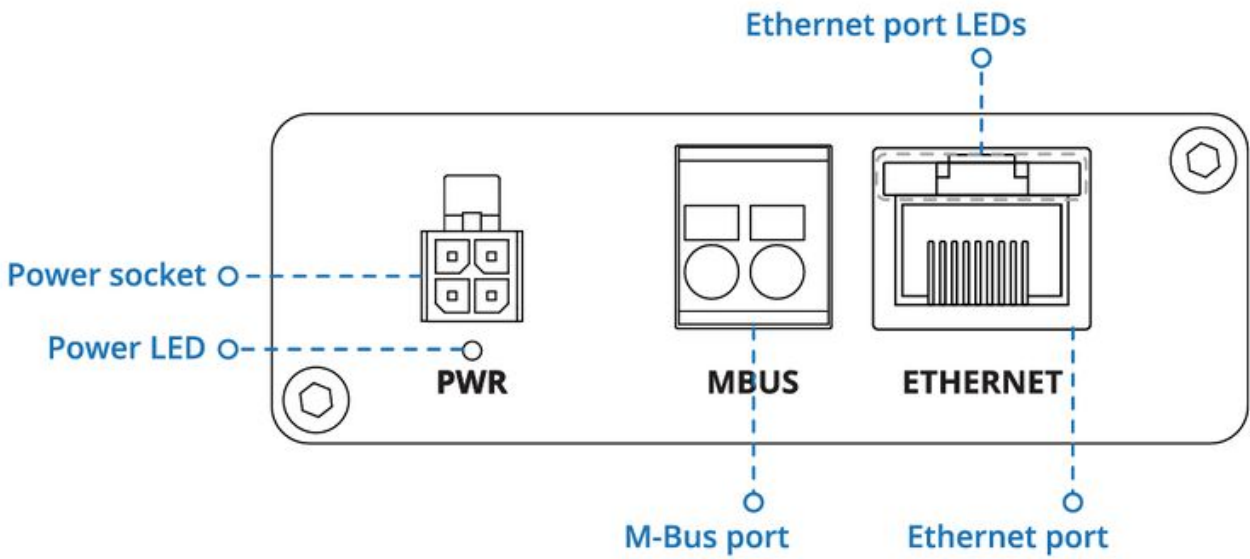 Ethernet port LEDs
Power socket
Power LED
PWR
MBUS
ETHERNET
M-Bus port
Ethernet port